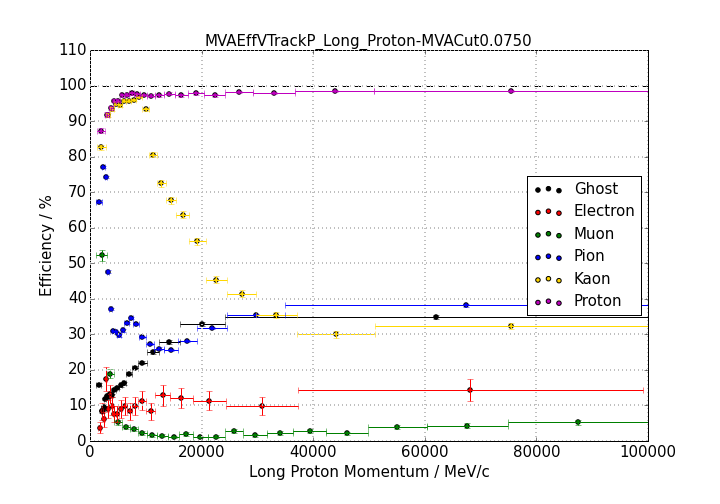 MVAEffVTrackP_Long_Proton-MVACut0.0750
110
100
90
80
70
60
50
40
30
20
10
0
Efficiency / %
Ghost
Electron
Muon
Pion
Kaon
Proton
0 20000 40000 60000 80000 100000
Long Proton Momentum / MeV/c